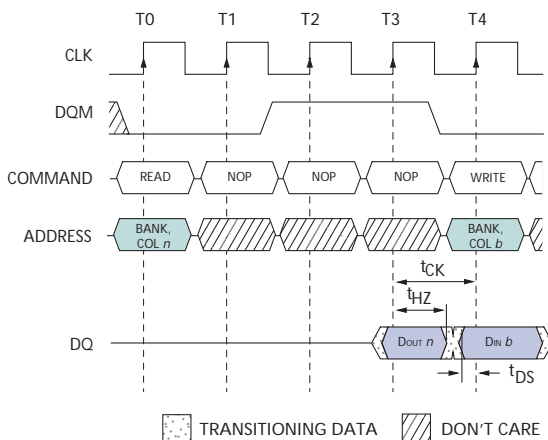 T0 T1 T2 T3 T4
CLK
DQM
COMMAND READ NOP NOP NOP WRITE
ADDRESS BANK, COL n BANK, COL b
tCK
tHZ
DQ DOUT n DIN b
tDS
TRANSITIONING DATA DON'T CARE